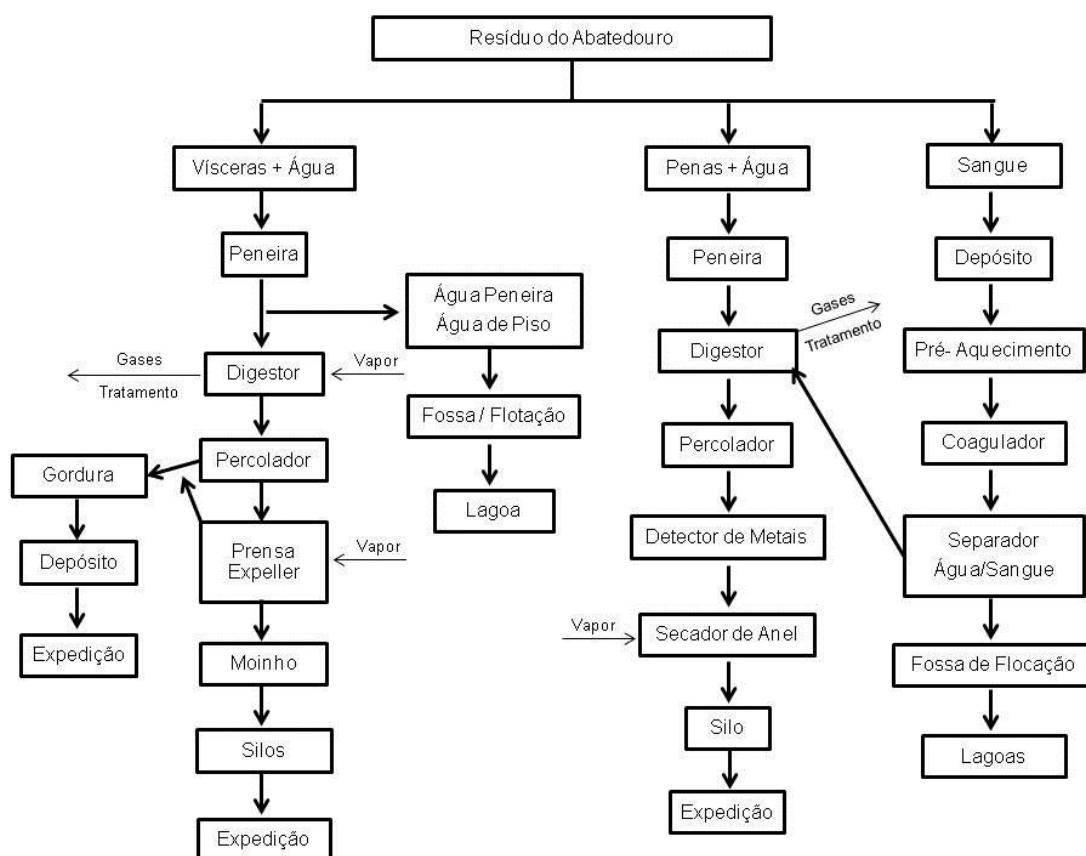 Resíduo do Abatedouro
Vísceras + Água
Peneira
Água Peneira
Água de Piso
Gases
Tratamento
Digestor
Vapor
Fossa / Flotação
Lagoa
Percolador
Gordura
Depósito
Expedição
Prensa
Expeller
Vapor
Moinho
Silos
Expedição
Penas + Água
Peneira
Digestor
Gases
Tratamento
Percolador
Detector de Metais
Vapor
Secador de Anel
Silo
Expedição
Sangue
Depósito
Pré- Aquecimento
Coagulador
Separador
Água/Sangue
Fossa de Flocação
Lagoas